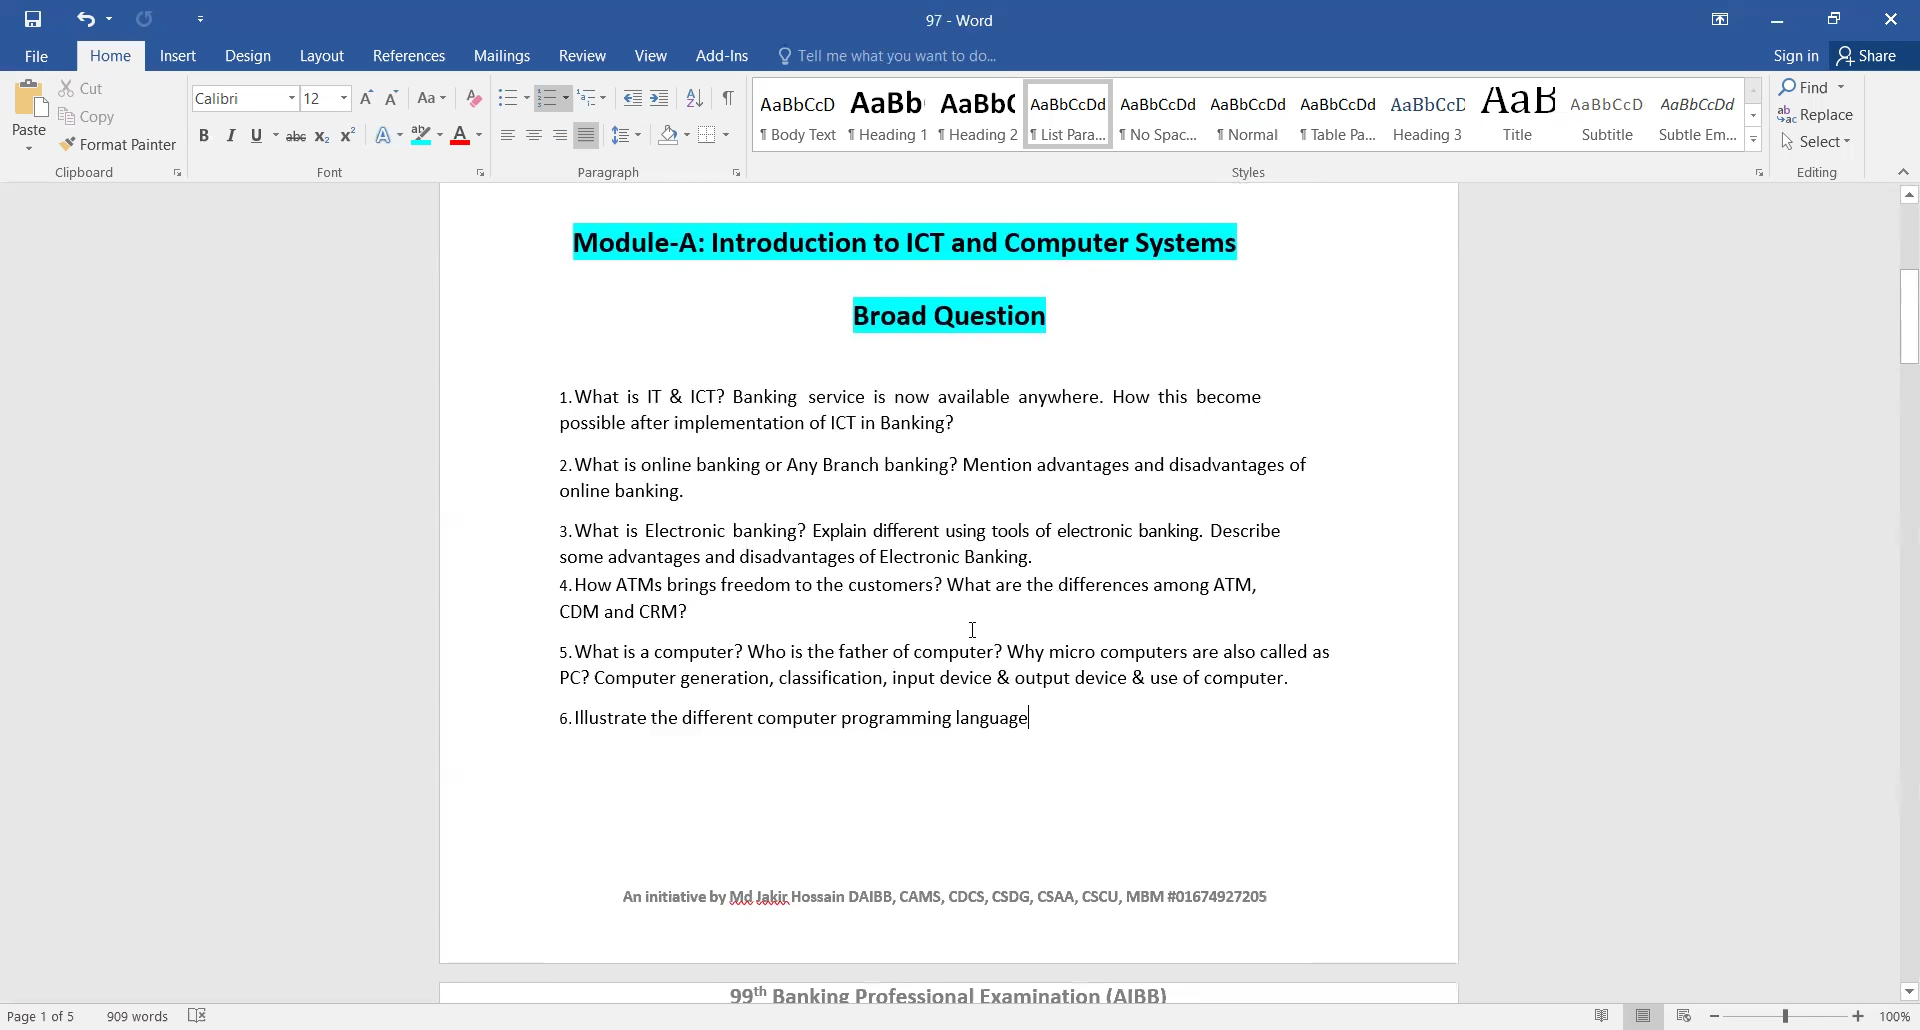 97 - Word
File Home Insert Design Layout References Mailings Review View Add-Ins Tell me what you want to do... Sign in Share
Paste
Cut
Copy
Format Painter
Clipboard
Calibri 12
Font
Paragraph
AaBbCcD AaBb AaBbC AaBbCcDd AaBbCcDd AaBbCcDd AaBbCcDd AaBbCcC AaB AaBbCcD AaBbCcDd
¶ Body Text ¶ Heading 1 ¶ Heading 2 ¶ List Para... ¶ No Spac... ¶ Normal ¶ Table Pa... Heading 3 Title Subtitle Subtle Em...
Styles
Find
Replace
Select
Editing
Module-A: Introduction to ICT and Computer Systems
Broad Question
1.What is IT & ICT? Banking service is now available anywhere. How this become
possible after implementation of ICT in Banking?
2.What is online banking or Any Branch banking? Mention advantages and disadvantages of
online banking.
3.What is Electronic banking? Explain different using tools of electronic banking. Describe
some advantages and disadvantages of Electronic Banking.
4.How ATMs brings freedom to the customers? What are the differences among ATM,
CDM and CRM?
5.What is a computer? Who is the father of computer? Why micro computers are also called as
PC? Computer generation, classification, input device & output device & use of computer.
6.Illustrate the different computer programming language
An initiative by Md Jakir Hossain DAIBB, CAMS, CDCS, CSDG, CSAA, CSCU, MBM #01674927205
99th Banking Professional Examination (AIBB)
Page 1 of 5 909 words 100%